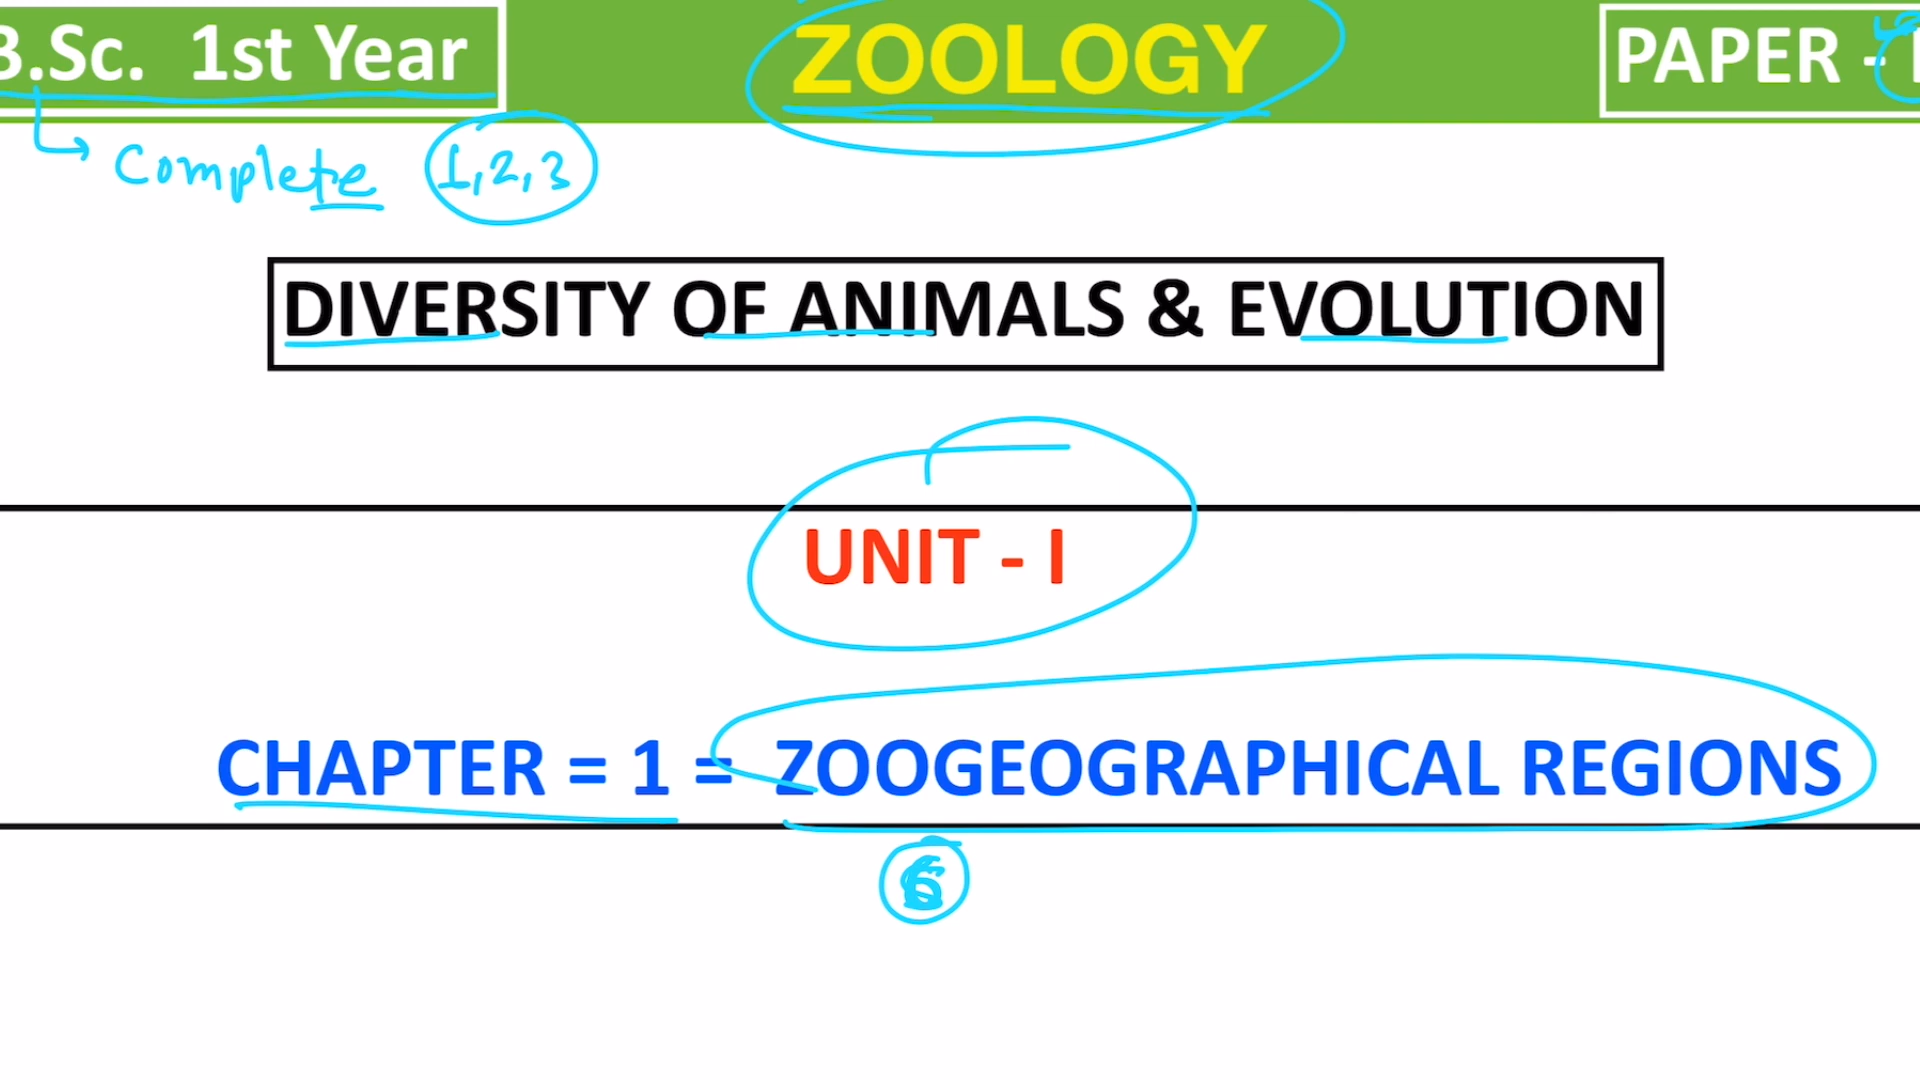 B.Sc. 1st Year
ZOOLOGY
PAPER - I
Complete 1,2,3
DIVERSITY OF ANIMALS & EVOLUTION
UNIT - I
CHAPTER = 1 = ZOOGEOGRAPHICAL REGIONS
6